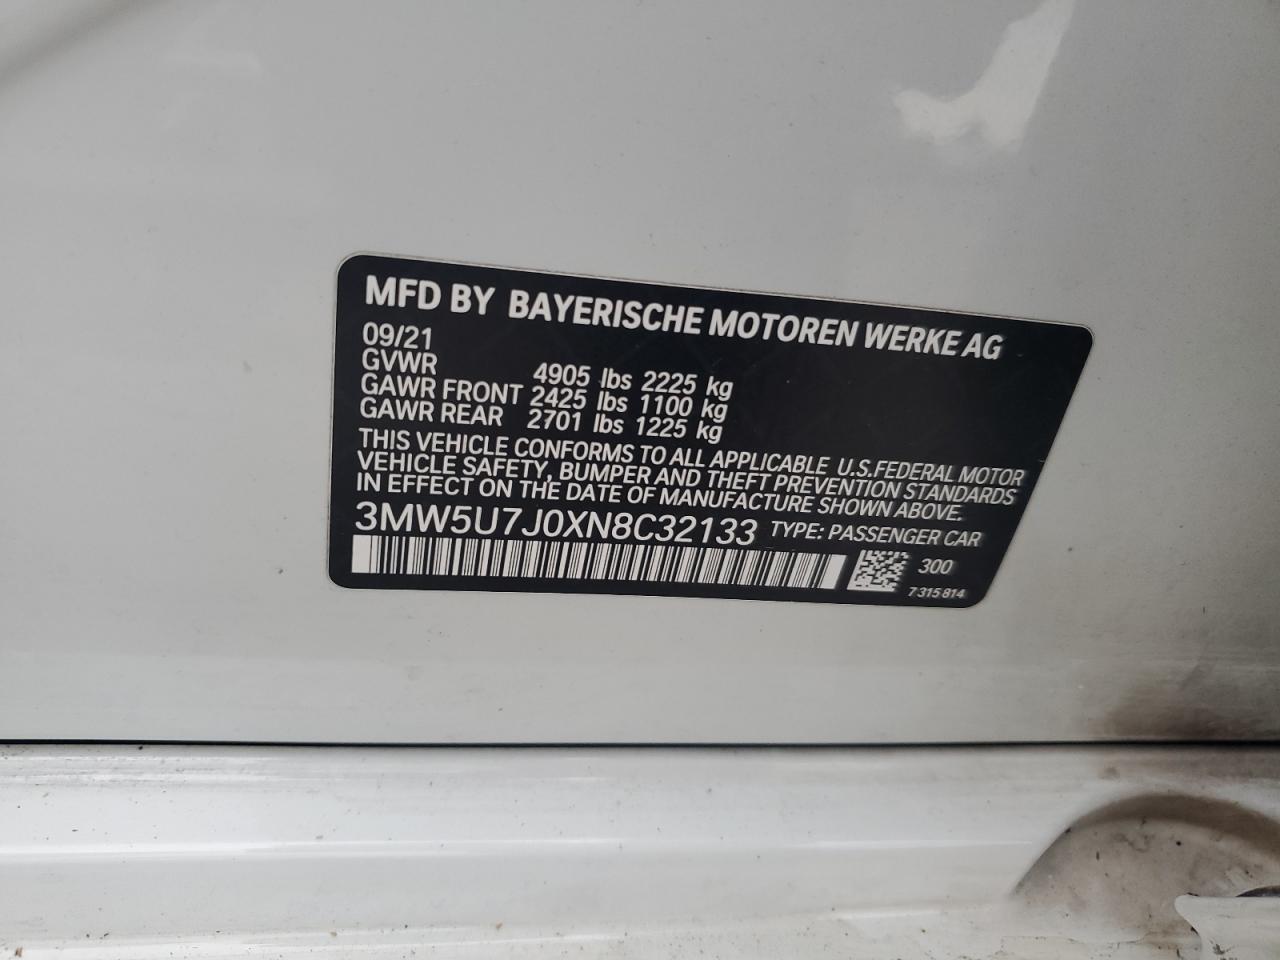 MFD BY BAYERISCHE MOTOREN WERKE AG
09/21
GVWR 4905 lbs 2225 kg
GAWR FRONT 2425 lbs 1100 kg
GAWR REAR 2701 lbs 1225 kg
THIS VEHICLE CONFORMS TO ALL APPLICABLE U.S.FEDERAL MOTOR
VEHICLE SAFETY, BUMPER AND THEFT PREVENTION STANDARDS
IN EFFECT ON THE DATE OF MANUFACTURE SHOWN ABOVE.
3MW5U7J0XN8C32133 TYPE: PASSENGER CAR
300
7 315 814